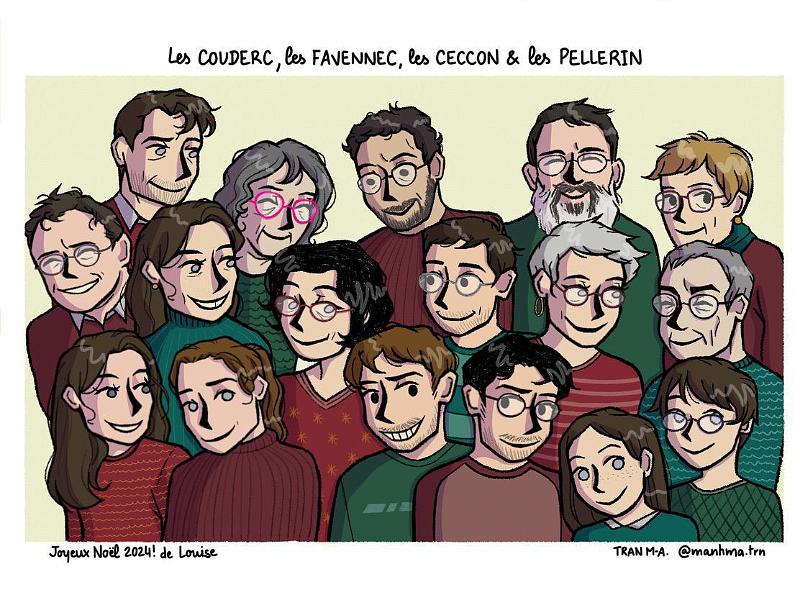 Les COUDERC, les FAVENNEC, les CECCON & les PELLERIN
Joyeux Noël 2024! de Louise
TRAN M-A. @manhma.trn